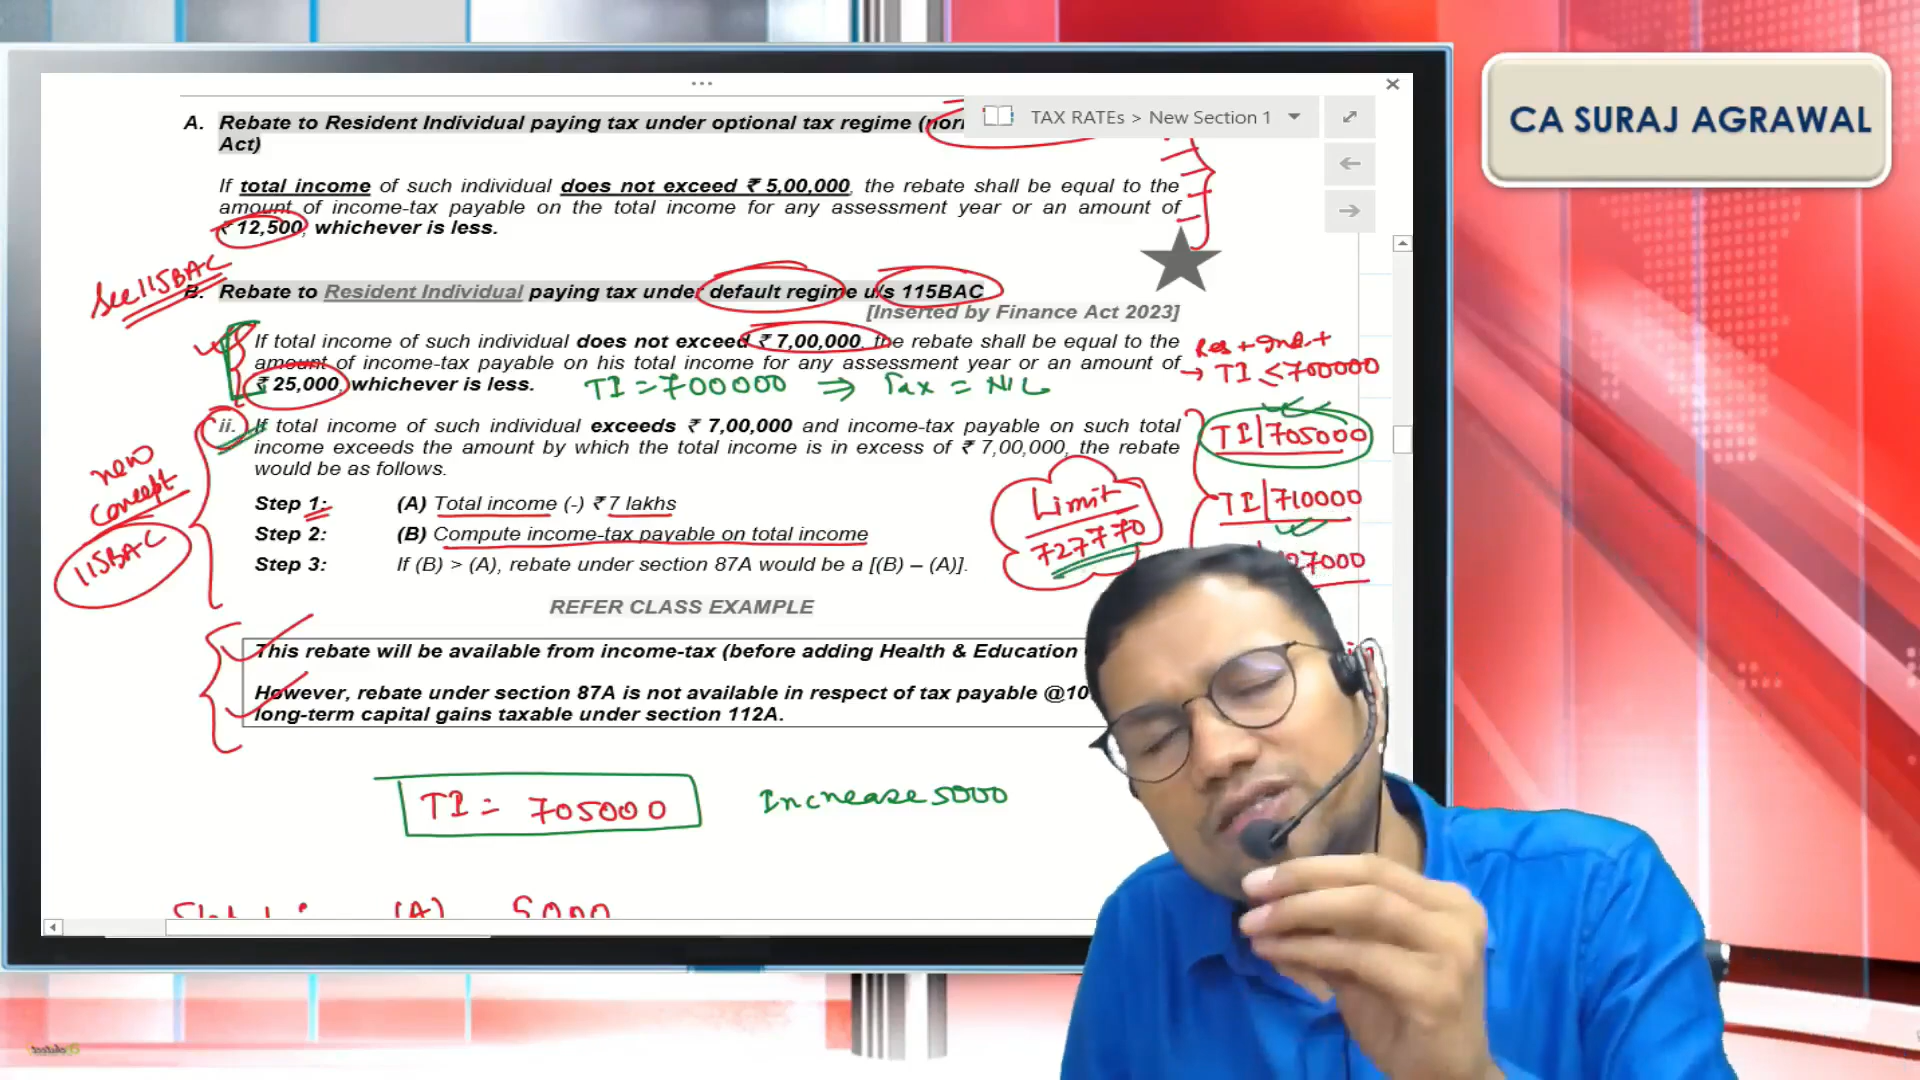 CA SURAJ AGRAWAL
TAX RATEs > New Section 1
A. Rebate to Resident Individual paying tax under optional tax regime (nor
Act)
If total income of such individual does not exceed ₹ 5,00,000, the rebate shall be equal to the
amount of income-tax payable on the total income for any assessment year or an amount of
₹ 12,500, whichever is less.
See 115BAC
B. Rebate to Resident Individual paying tax under default regime u/s 115BAC
[Inserted by Finance Act 2023]
If total income of such individual does not exceed ₹ 7,00,000, the rebate shall be equal to the
amount of income-tax payable on his total income for any assessment year or an amount of
₹ 25,000, whichever is less.
TI = 700000 ⇒ Tax = NIL
Res + Ind +
→ TI ≤ 700000
ii. If total income of such individual exceeds ₹ 7,00,000 and income-tax payable on such total
income exceeds the amount by which the total income is in excess of ₹ 7,00,000, the rebate
would be as follows.
TI | 705000
TI | 710000
27000
new
concept
115BAC
Step 1: (A) Total income (-) ₹ 7 lakhs
Step 2: (B) Compute income-tax payable on total income
Step 3: If (B) > (A), rebate under section 87A would be a [(B) – (A)].
Limit
727770
REFER CLASS EXAMPLE
This rebate will be available from income-tax (before adding Health & Education
However, rebate under section 87A is not available in respect of tax payable @10
long-term capital gains taxable under section 112A.
TI = 705000
Increase 5000
(A) 5000